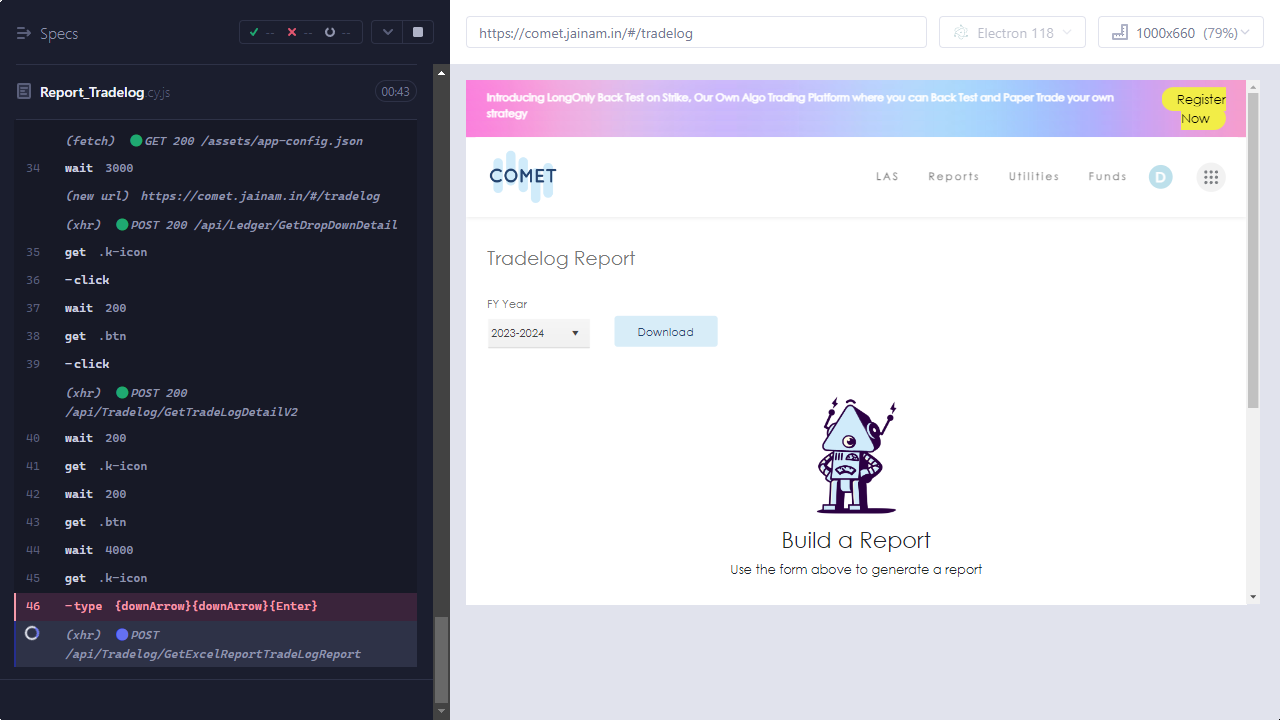 Specs
-- -- --
Report_Tradelog.cy.js 00:43
(fetch) GET 200 /assets/app-config.json
34 wait 3000
(new url) https://comet.jainam.in/#/tradelog
(xhr) POST 200 /api/Ledger/GetDropDownDetail
35 get .k-icon
36 -click
37 wait 200
38 get .btn
39 -click
(xhr) POST 200
/api/Tradelog/GetTradeLogDetailV2
40 wait 200
41 get .k-icon
42 wait 200
43 get .btn
44 wait 4000
45 get .k-icon
46 -type {downArrow}{downArrow}{Enter}
(xhr) POST
/api/Tradelog/GetExcelReportTradeLogReport
https://comet.jainam.in/#/tradelog
Electron 118
1000x660 (79%)
Introducing LongOnly Back Test on Strike, Our Own Algo Trading Platform where you can Back Test and Paper Trade your own
strategy
Register
Now
COMET
LAS Reports Utilities Funds D
Tradelog Report
FY Year
2023-2024
Download
Build a Report
Use the form above to generate a report